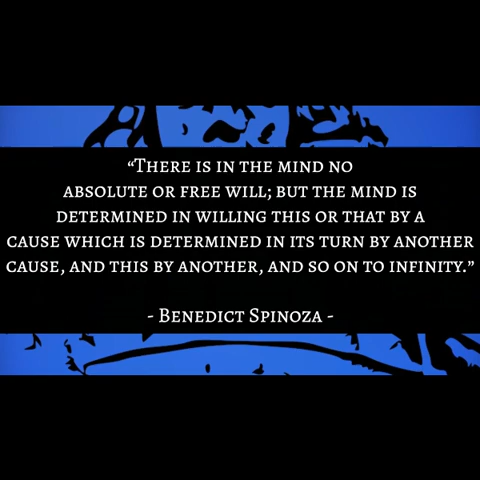 “There is in the mind no
absolute or free will; but the mind is
determined in willing this or that by a
cause which is determined in its turn by another
cause, and this by another, and so on to infinity.”
- Benedict Spinoza -